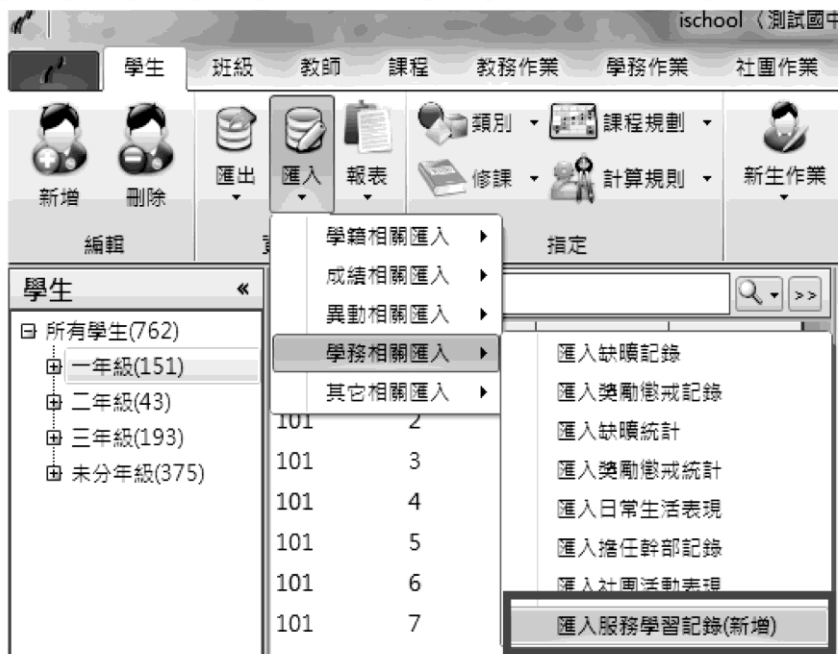 ischool 〈測試國中
學生 班級 教師 課程 教務作業 學務作業 社團作業
新增 刪除 匯出 匯入 報表 類別 課程規劃 新生作業
修課 計算規則
編輯 指定
學生 «
所有學生(762)
一年級(151)
二年級(43)
三年級(193)
未分年級(375)
學籍相關匯入
成績相關匯入
異動相關匯入
學務相關匯入
其它相關匯入
>>
匯入缺曠記錄
匯入獎勵懲戒記錄
匯入缺曠統計
匯入獎勵懲戒統計
匯入日常生活表現
匯入擔任幹部記錄
匯入社團活動表現
匯入服務學習記錄(新增)
101 2
101 3
101 4
101 5
101 6
101 7